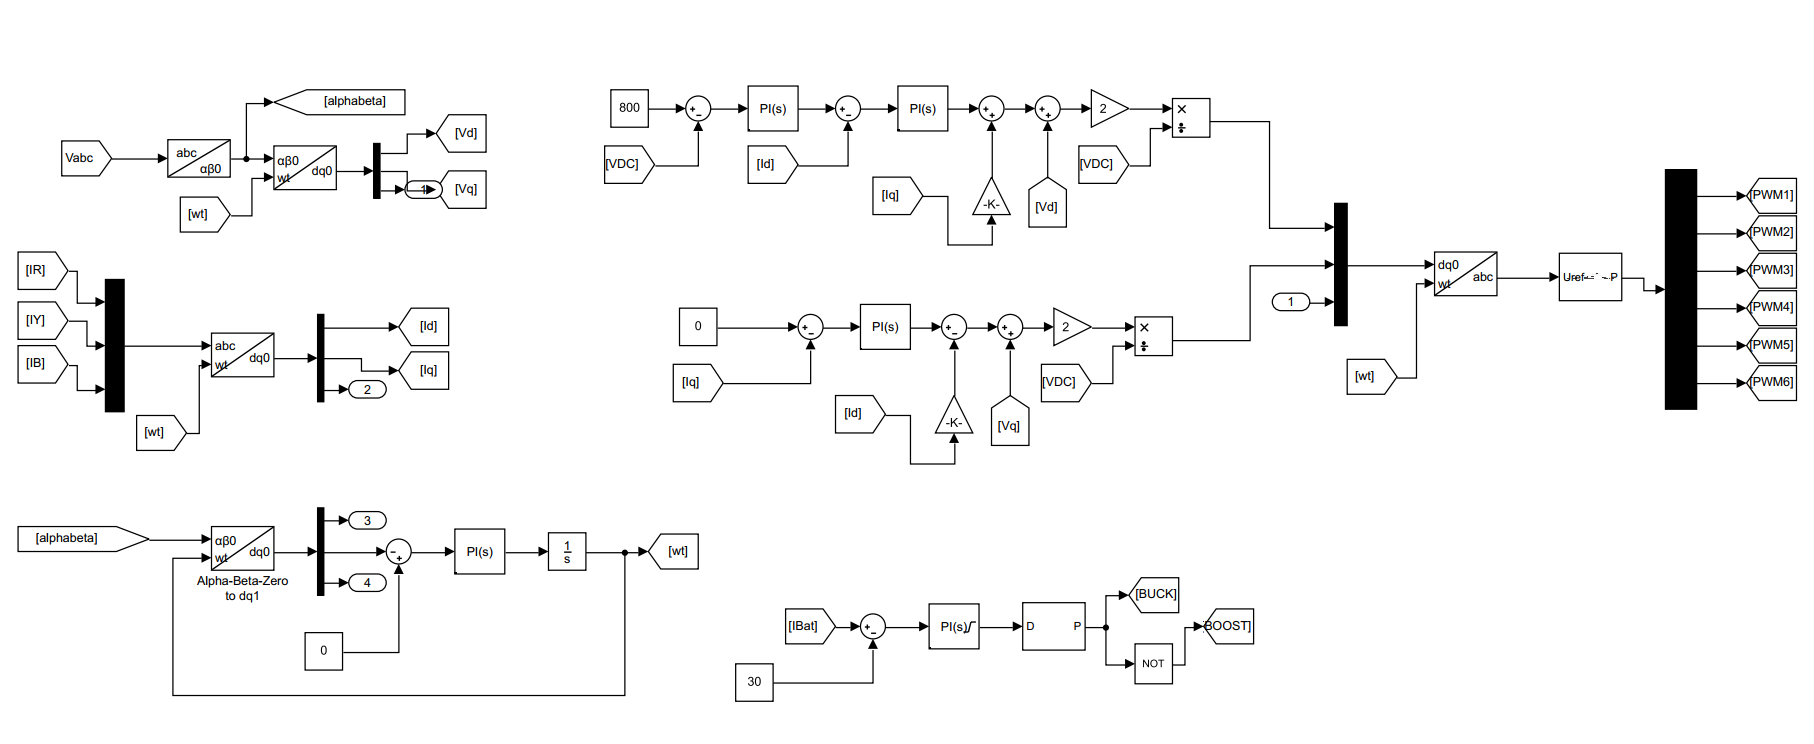 [alphabeta]
Vabc
abc
αβ0
αβ0
wt
dq0
[Vd]
[Vq]
1
[wt]
[IR]
[IY]
[IB]
abc
wt
dq0
[Id]
[Iq]
2
[wt]
[alphabeta]
αβ0
wt
dq0
Alpha-Beta-Zero
to dq1
3
4
−
+
0
PI(s)
1
s
[wt]
800
+
−
[VDC]
PI(s)
+
−
[Id]
PI(s)
+
+
[Iq]
-K-
+
+
[Vd]
2
[VDC]
×
÷
0
+
−
[Iq]
PI(s)
+
−
[Id]
-K-
+
+
[Vq]
2
[VDC]
×
÷
1
dq0
wt
abc
[wt]
Uref
P
[PWM1]
[PWM2]
[PWM3]
[PWM4]
[PWM5]
[PWM6]
[IBat]
+
−
30
PI(s)
D
P
[BUCK]
NOT
[BOOST]